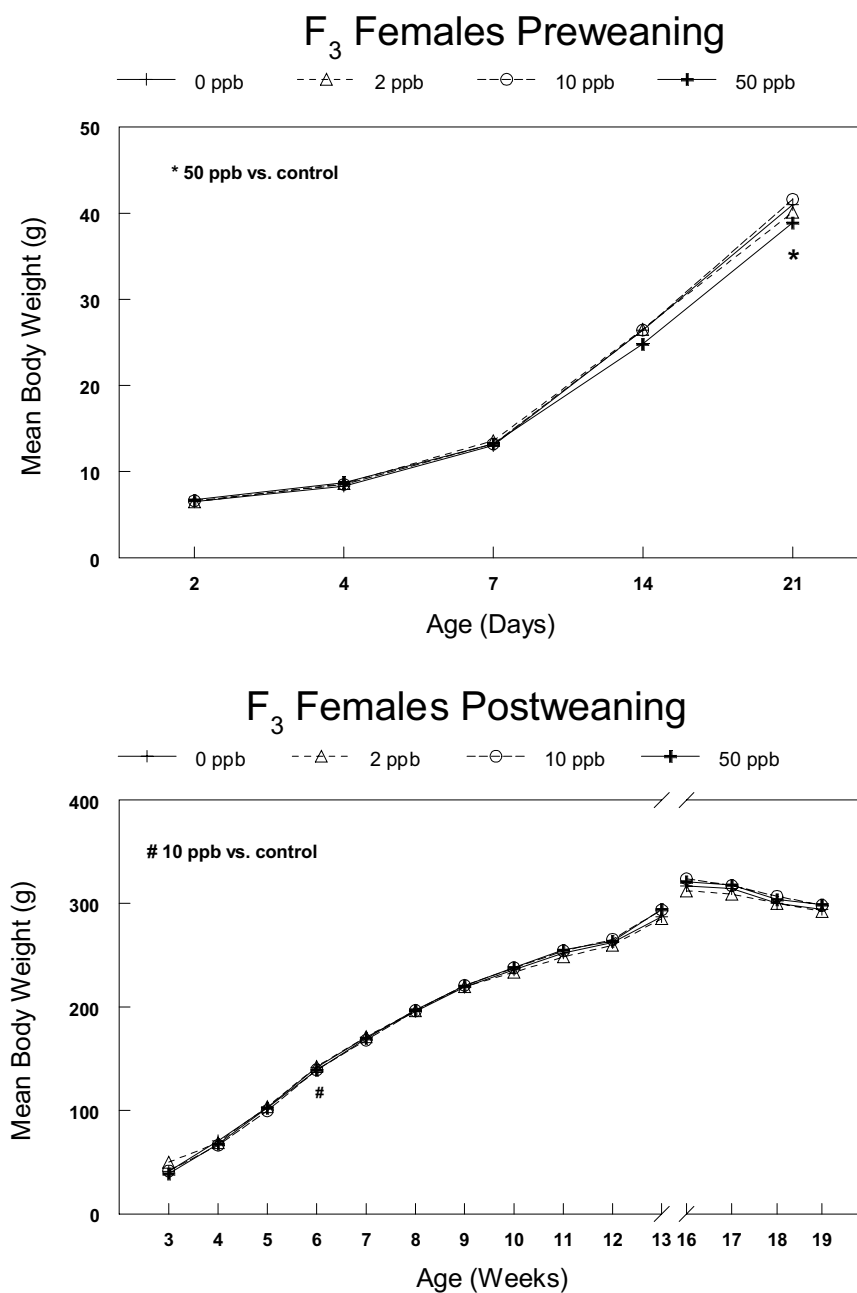 F3 Females Preweaning
0 ppb 2 ppb 10 ppb 50 ppb
50
* 50 ppb vs. control
40
*
30
20
10
0
Mean Body Weight (g)
2 4 7 14 21
Age (Days)
F3 Females Postweaning
0 ppb 2 ppb 10 ppb 50 ppb
400
# 10 ppb vs. control
300
200
#
100
0
Mean Body Weight (g)
3 4 5 6 7 8 9 10 11 12 13 16 17 18 19
Age (Weeks)